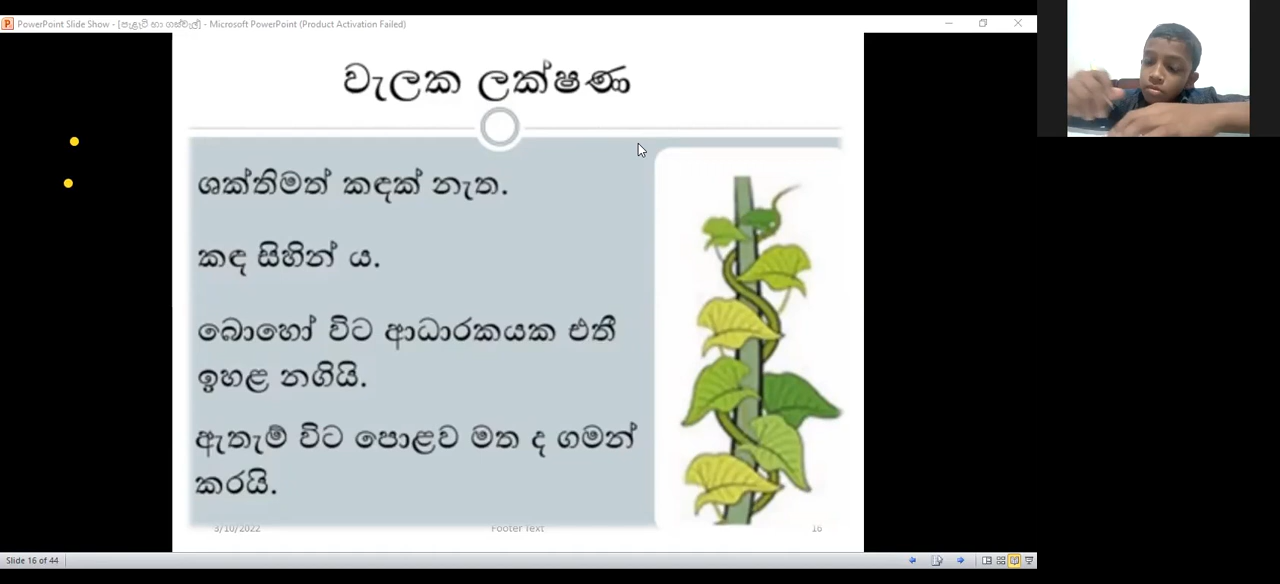 PowerPoint Slide Show - [පැළෑටි හා ගස්වැල්] - Microsoft PowerPoint (Product Activation Failed)
වැලක ලක්ෂණ
ශක්තිමත් කඳක් නැත.
කඳ සිහින් ය.
බොහෝ විට ආධාරකයක එතී
ඉහළ නගියි.
ඇතැම් විට පොළව මත ද ගමන්
කරයි.
3/10/2022
Footer Text
16
Slide 16 of 44